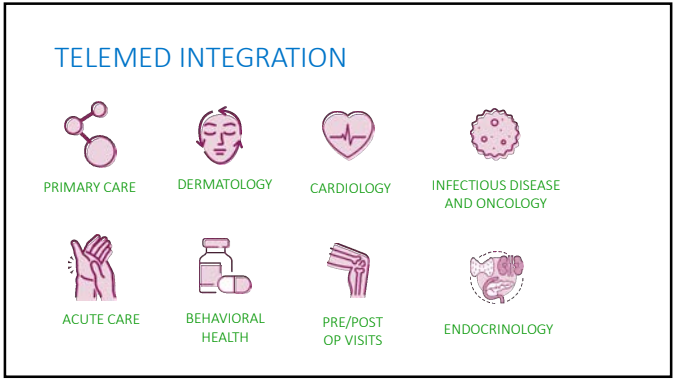 TELEMED INTEGRATION
PRIMARY CARE
DERMATOLOGY
CARDIOLOGY
INFECTIOUS DISEASE
AND ONCOLOGY
ACUTE CARE
BEHAVIORAL
HEALTH
PRE/POST
OP VISITS
ENDOCRINOLOGY